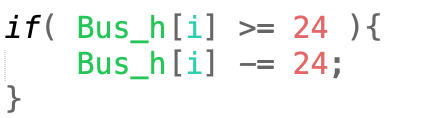 if( Bus_h[i] >= 24 ){
Bus_h[i] -= 24;
}